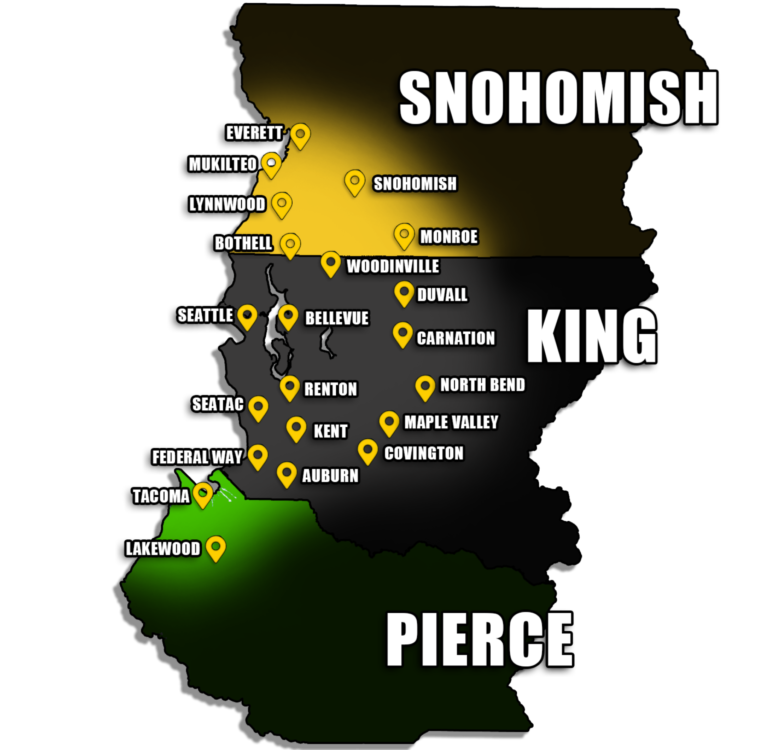 SNOHOMISH
EVERETT
MUKILTEO
SNOHOMISH
LYNNWOOD
BOTHELL
MONROE
WOODINVILLE
DUVALL
SEATTLE
BELLEVUE
KING
CARNATION
RENTON
NORTH BEND
SEATAC
MAPLE VALLEY
KENT
COVINGTON
FEDERAL WAY
AUBURN
TACOMA
LAKEWOOD
PIERCE